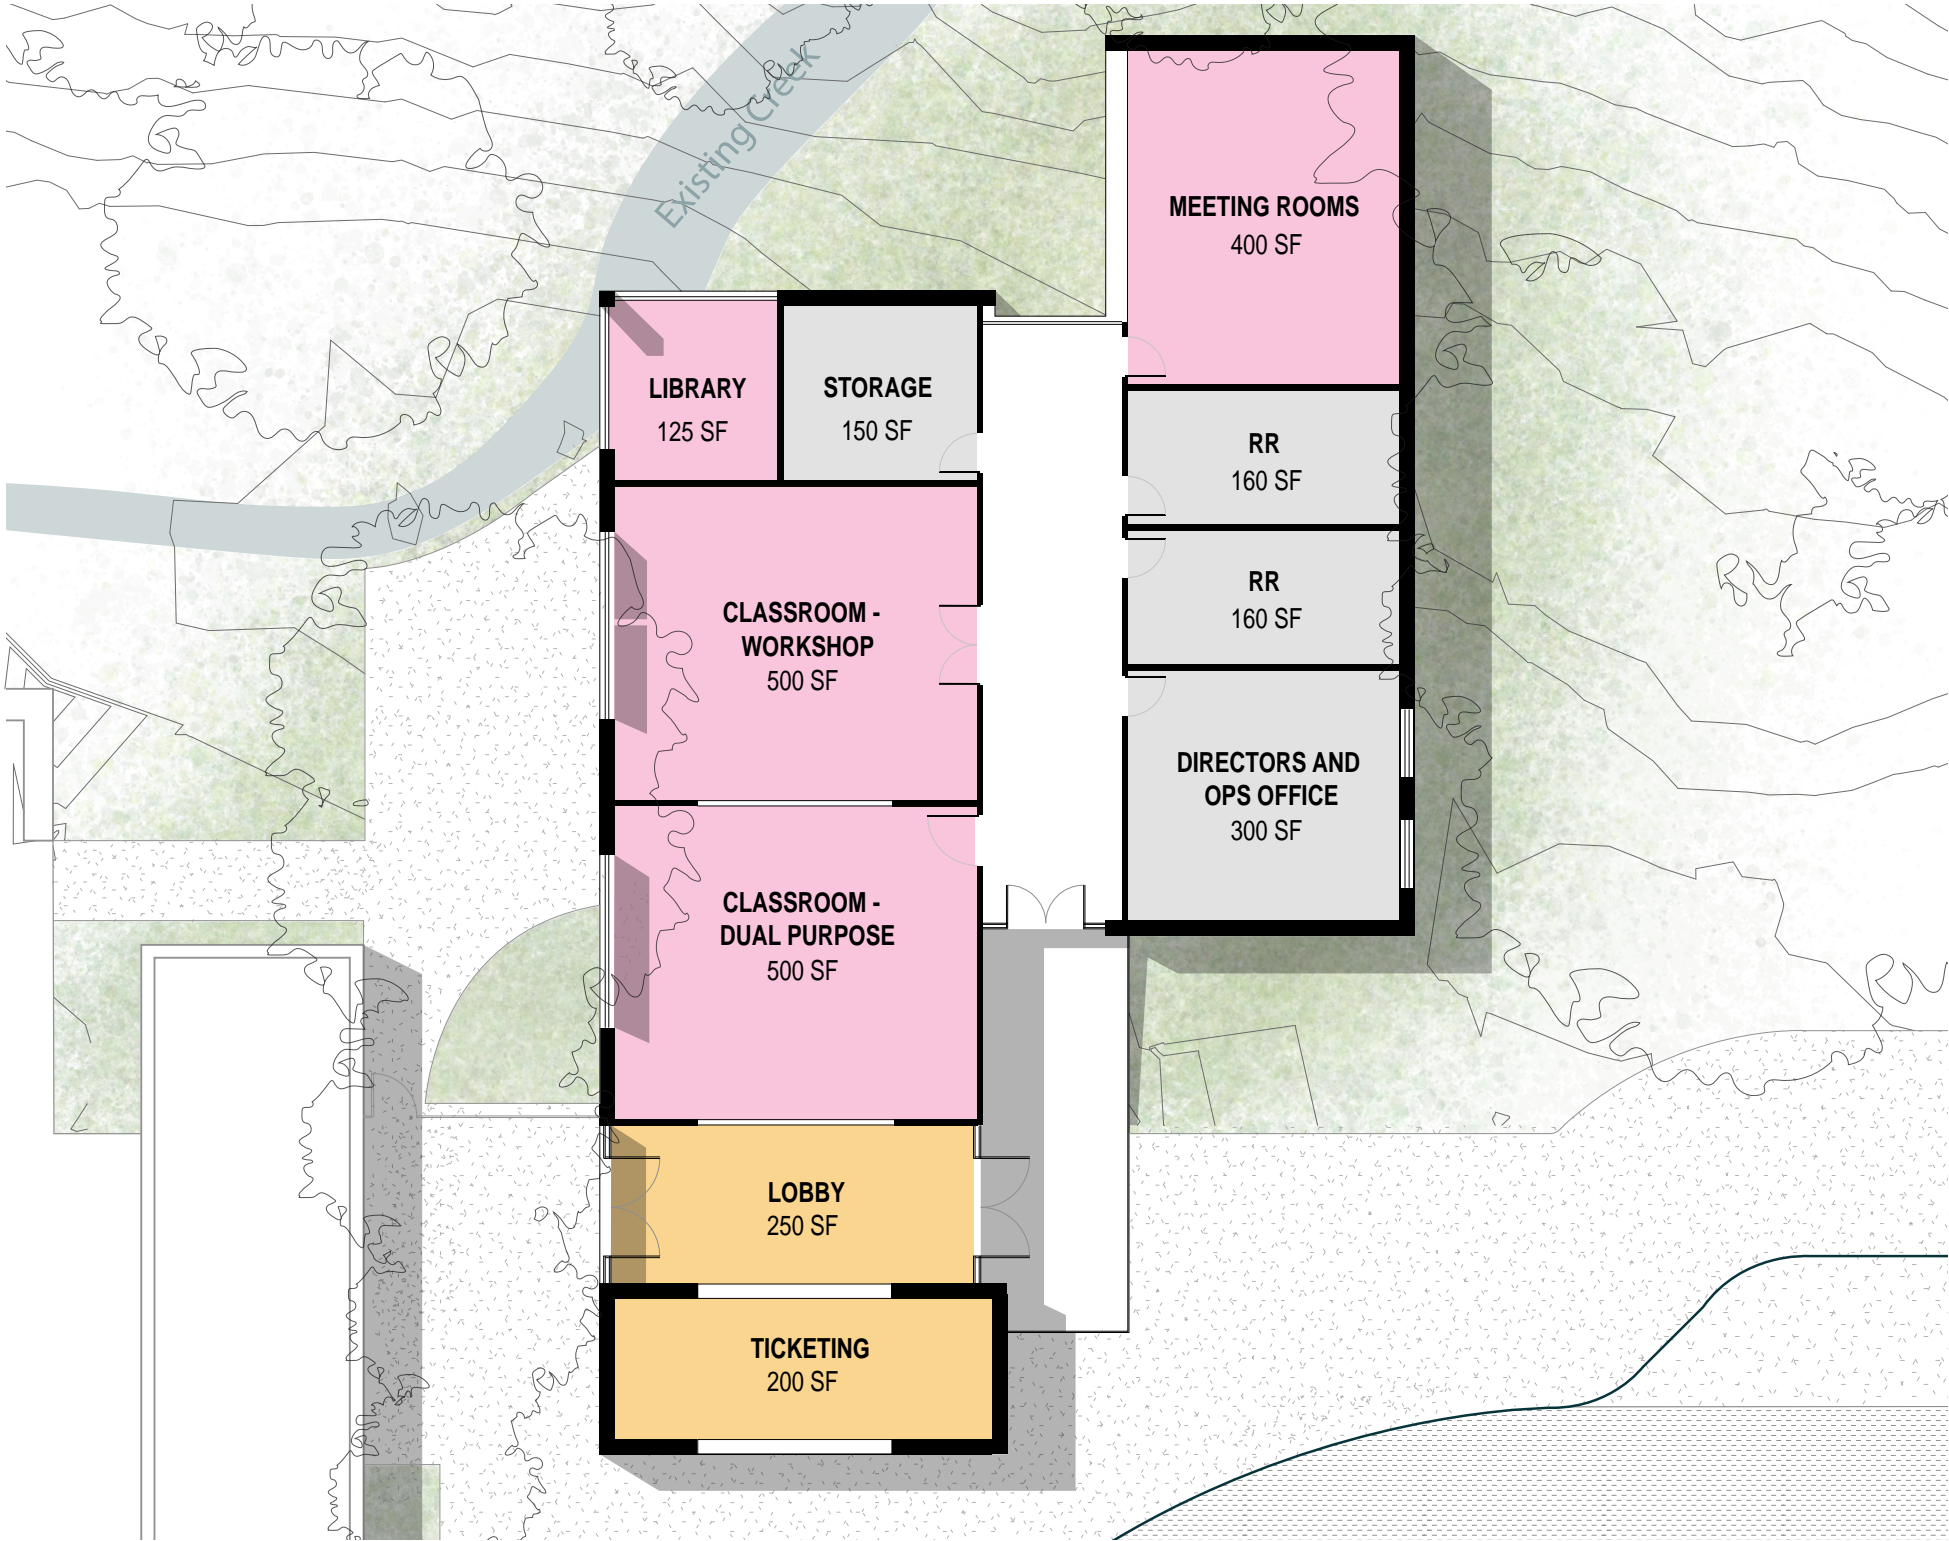 Existing Creek
MEETING ROOMS
400 SF
LIBRARY
125 SF
STORAGE
150 SF
RR
160 SF
CLASSROOM -
WORKSHOP
500 SF
RR
160 SF
DIRECTORS AND
OPS OFFICE
300 SF
CLASSROOM -
DUAL PURPOSE
500 SF
LOBBY
250 SF
TICKETING
200 SF